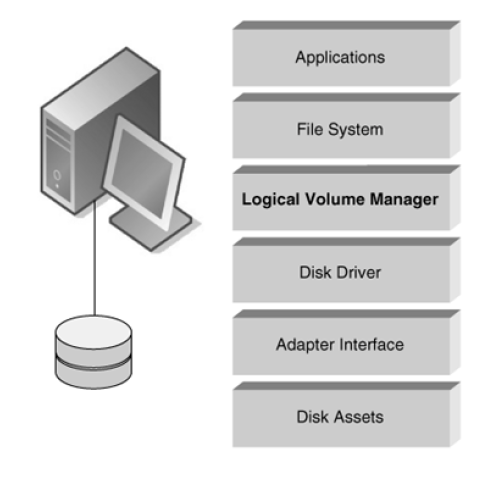 Applications
File System
Logical Volume Manager
Disk Driver
Adapter Interface
Disk Assets